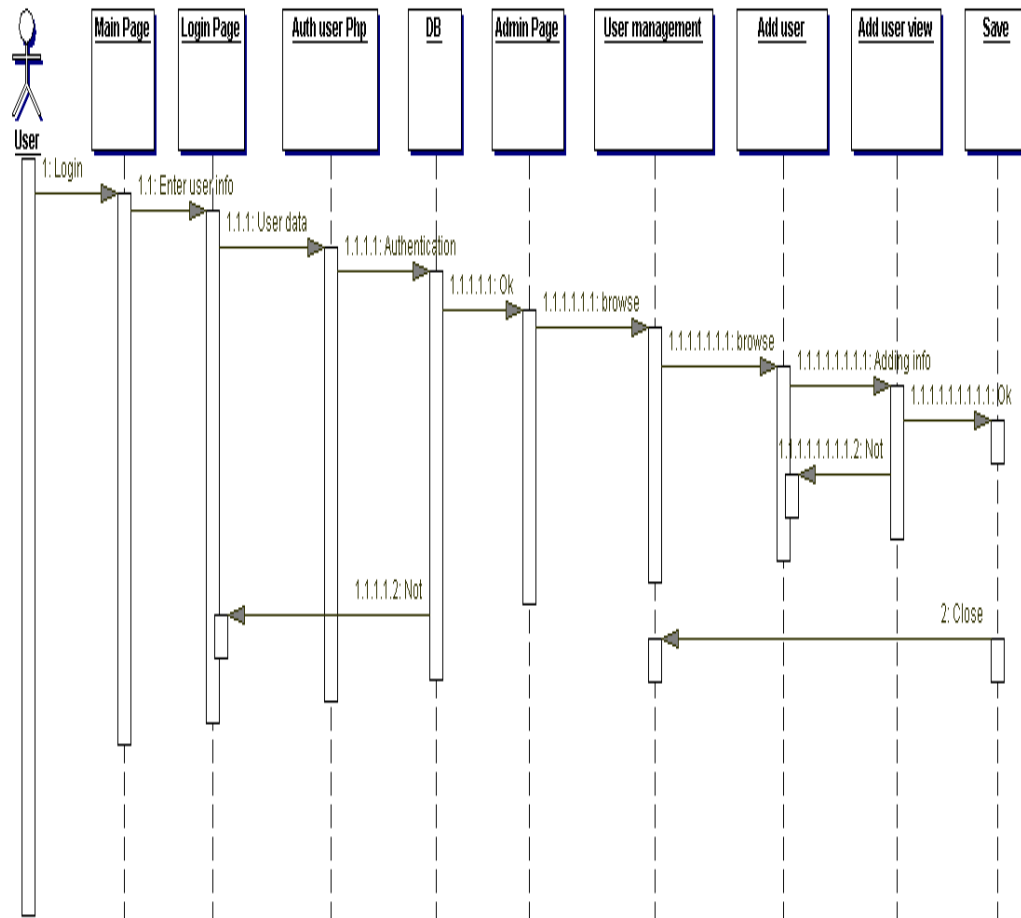 Main Page
Login Page
Auth user Php
DB
Admin Page
User management
Add user
Add user view
Save
User
1: Login
1.1: Enter user info
1.1.1: User data
1.1.1.1: Authentication
1.1.1.1.1: Ok
1.1.1.1.1.1: browse
1.1.1.1.1.1.1: browse
1.1.1.1.1.1.1.1: Adding info
1.1.1.1.1.1.1.1.1: Ok
1.1.1.1.1.1.1.1.2: Not
1.1.1.1.2: Not
2: Close